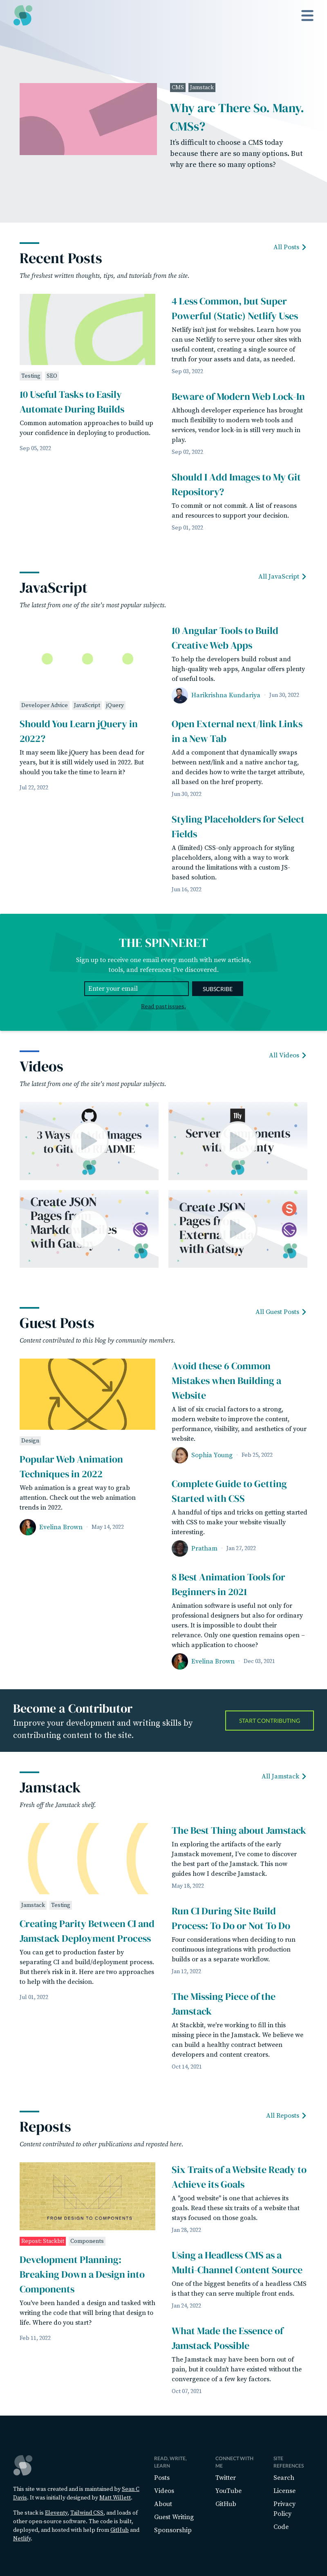 CMS Jamstack
Why are There So. Many.
CMSs?
It's difficult to choose a CMS today
because there are so many options. But
why are there so many options?
Recent Posts
All Posts
The freshest written thoughts, tips, and tutorials from the site.
Testing SEO
10 Useful Tasks to Easily
Automate During Builds
Common automation approaches to build up
your confidence in deploying to production.
Sep 05, 2022
4 Less Common, but Super
Powerful (Static) Netlify Uses
Netlify isn't just for websites. Learn how you
can use Netlify to serve your other sites with
useful content, creating a single source of
truth for your assets and data, as needed.
Sep 03, 2022
Beware of Modern Web Lock-In
Although developer experience has brought
much flexibility to modern web tools and
services, vendor lock-in is still very much in
play.
Sep 02, 2022
Should I Add Images to My Git
Repository?
To commit or not commit. A list of reasons
and resources to support your decision.
Sep 01, 2022
JavaScript
All JavaScript
The latest from one of the site's most popular subjects.
Developer Advice JavaScript jQuery
Should You Learn jQuery in
2022?
It may seem like jQuery has been dead for
years, but it is still widely used in 2022. But
should you take the time to learn it?
Jul 22, 2022
10 Angular Tools to Build
Creative Web Apps
To help the developers build robust and
high-quality web apps, Angular offers plenty
of useful tools.
Harikrishna Kundariya · Jun 30, 2022
Open External next/link Links
in a New Tab
Add a component that dynamically swaps
between next/link and a native anchor tag,
and decides how to write the target attribute,
all based on the href property.
Jun 20, 2022
Styling Placeholders for Select
Fields
A (limited) CSS-only approach for styling
placeholders, along with a way to work
around the limitations with a custom JS-
based solution.
Jun 16, 2022
THE SPINNERET
Sign up to receive one email every month with new articles,
tools, and references I've discovered.
Enter your email
SUBSCRIBE
Read past issues.
Videos
All Videos
The latest from one of the site's most popular subjects.
3 Ways Images
to Git ADME
11ty
Server ponents
wit nty
Create JSON
Pages fr
Markd es
with Gats
Create JSON
Pages fr
Extern
with Gatsby
Guest Posts
All Guest Posts
Content contributed to this blog by community members.
Design
Popular Web Animation
Techniques in 2022
Web animation is a great way to grab
attention. Check out the web animation
trends in 2022.
Evelina Brown · May 14, 2022
Avoid these 6 Common
Mistakes when Building a
Website
A list of six crucial factors to a strong,
modern website to improve the content,
performance, visibility, and aesthetics of your
website.
Sophia Young · Feb 25, 2022
Complete Guide to Getting
Started with CSS
A handful of tips and tricks on getting started
with CSS to make your website visually
interesting.
Pratham · Jan 27, 2022
8 Best Animation Tools for
Beginners in 2021
Animation software is useful not only for
professional designers but also for ordinary
users. It is impossible to doubt their
relevance. Only one question remains open –
which application to choose?
Evelina Brown · Dec 03, 2021
Become a Contributor
Improve your development and writing skills by
contributing content to the site.
START CONTRIBUTING
Jamstack
All Jamstack
Fresh off the Jamstack shelf.
Jamstack Testing
Creating Parity Between CI and
Jamstack Deployment Process
You can get to production faster by
separating CI and build/deployment process.
But there's risk in it. Here are two approaches
to help with the decision.
Jul 01, 2022
The Best Thing about Jamstack
In exploring the artifacts of the early
Jamstack movement, I've come to discover
the best part of the Jamstack. This now
guides how I describe Jamstack.
May 18, 2022
Run CI During Site Build
Process: To Do or Not To Do
Four considerations when deciding to run
continuous integrations with production
builds or as a separate workflow.
Jan 12, 2022
The Missing Piece of the
Jamstack
At Stackbit, we're working to fill in this
missing piece in the Jamstack. We believe we
can build a healthy contract between
developers and content creators.
Oct 14, 2021
Reposts
All Reposts
Content contributed to other publications and reposted here.
FROM DESIGN TO COMPONENTS
Report: Stackbit Components
Development Planning:
Breaking Down a Design into
Components
You've been handed a design and tasked with
writing the code that will bring that design to
life. Where do you start?
Feb 11, 2022
Six Traits of a Website Ready to
Achieve its Goals
A "good website" is one that achieves its
goals. Read these six traits of a website that
stays focused on those goals.
Jan 28, 2022
Using a Headless CMS as a
Multi-Channel Content Source
One of the biggest benefits of a headless CMS
is that they can serve multiple front ends.
Jan 24, 2022
What Made the Essence of
Jamstack Possible
The Jamstack may have been born out of
pain, but it couldn't have existed without the
convergence of a few key factors.
Oct 07, 2021
This site was created and is maintained by Sean C
Davis. It was initially designed by Matt Willett.
The stack is Eleventy, Tailwind CSS, and loads of
other open-source software. The code is built,
deployed, and hosted with help from GitHub and
Netlify.
READ, WRITE,
LEARN
Posts
Videos
About
Guest Writing
Sponsorship
CONNECT WITH
ME
Twitter
YouTube
GitHub
SITE
REFERENCES
Search
License
Privacy
Policy
Code